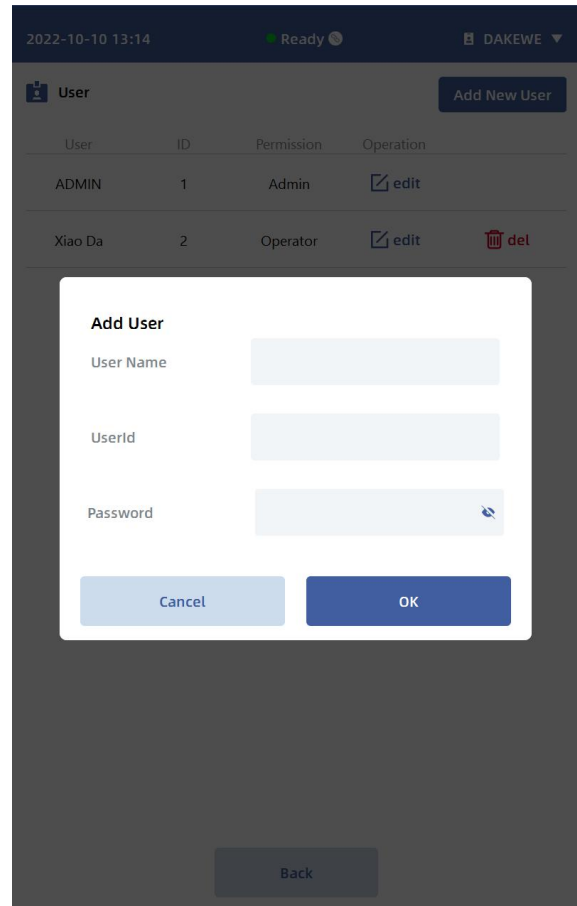 2022-10-10 13:14 Ready DAKEWE
User Add New User
User ID Permission Operation
ADMIN 1 Admin edit
Xiao Da 2 Operator edit del
Add User
User Name
UserId
Password
Cancel OK
Back